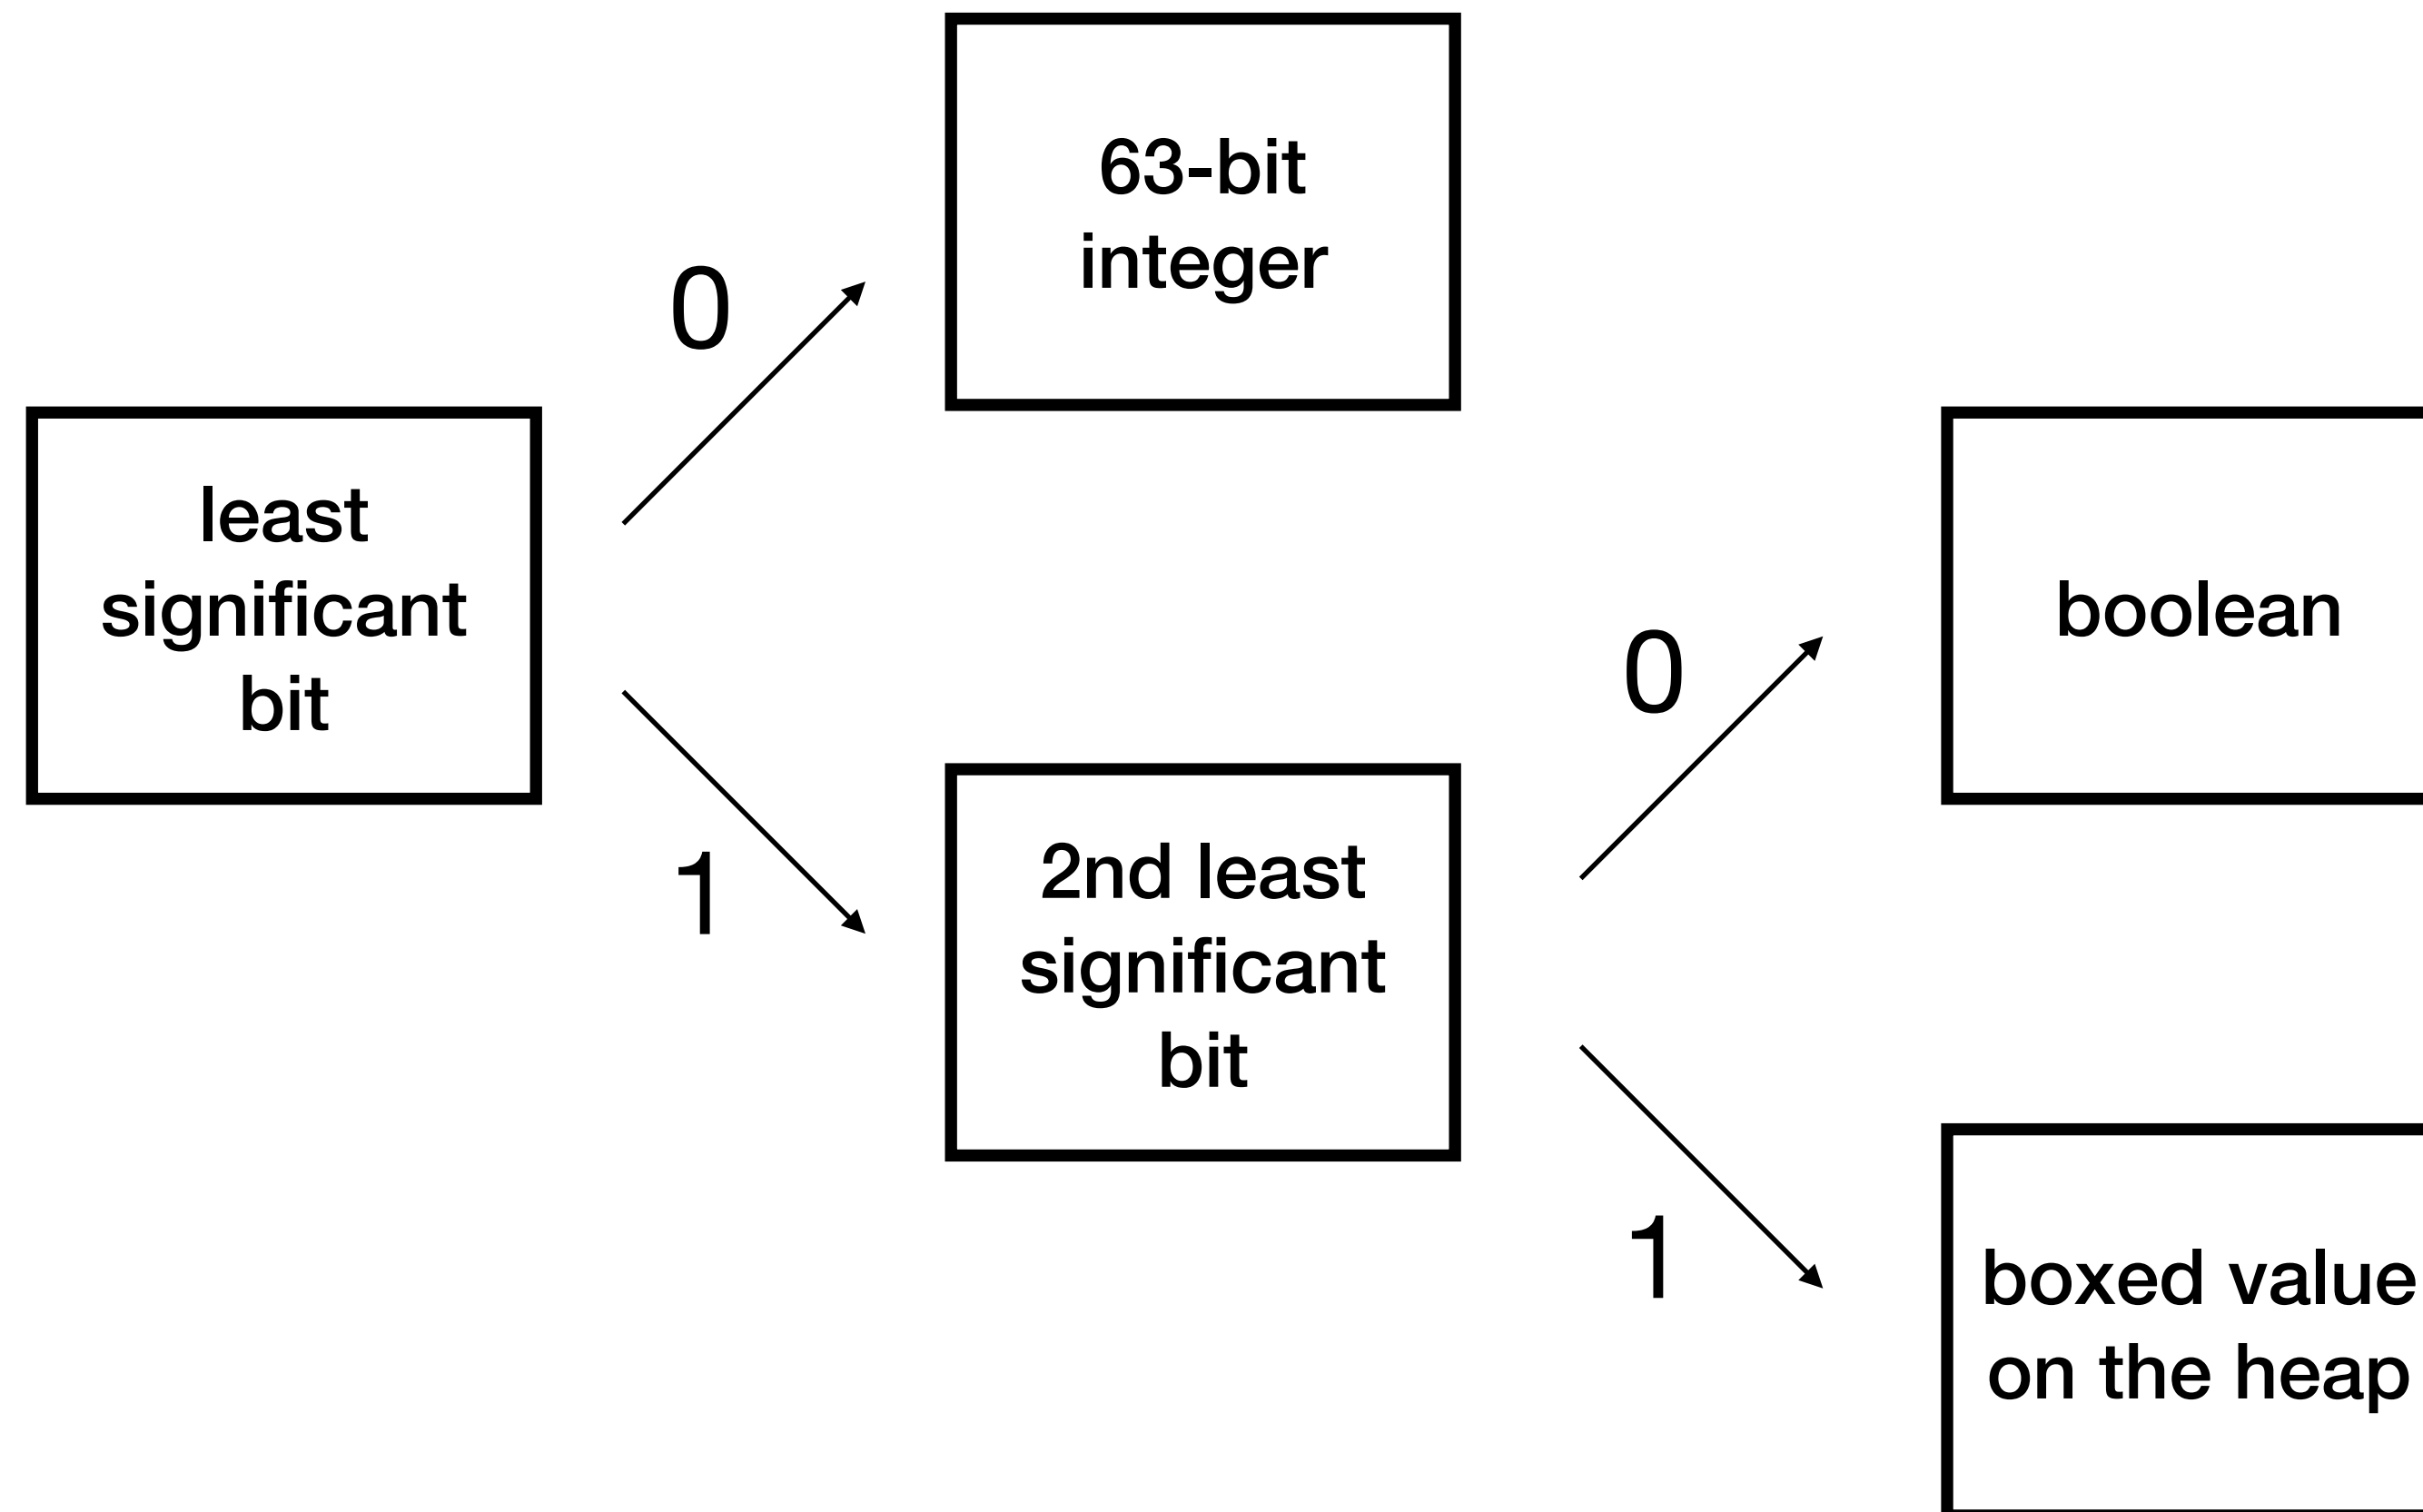 63-bit
integer
0
least
significant
bit
boolean
0
1
2nd least
significant
bit
1
boxed value
on the heap